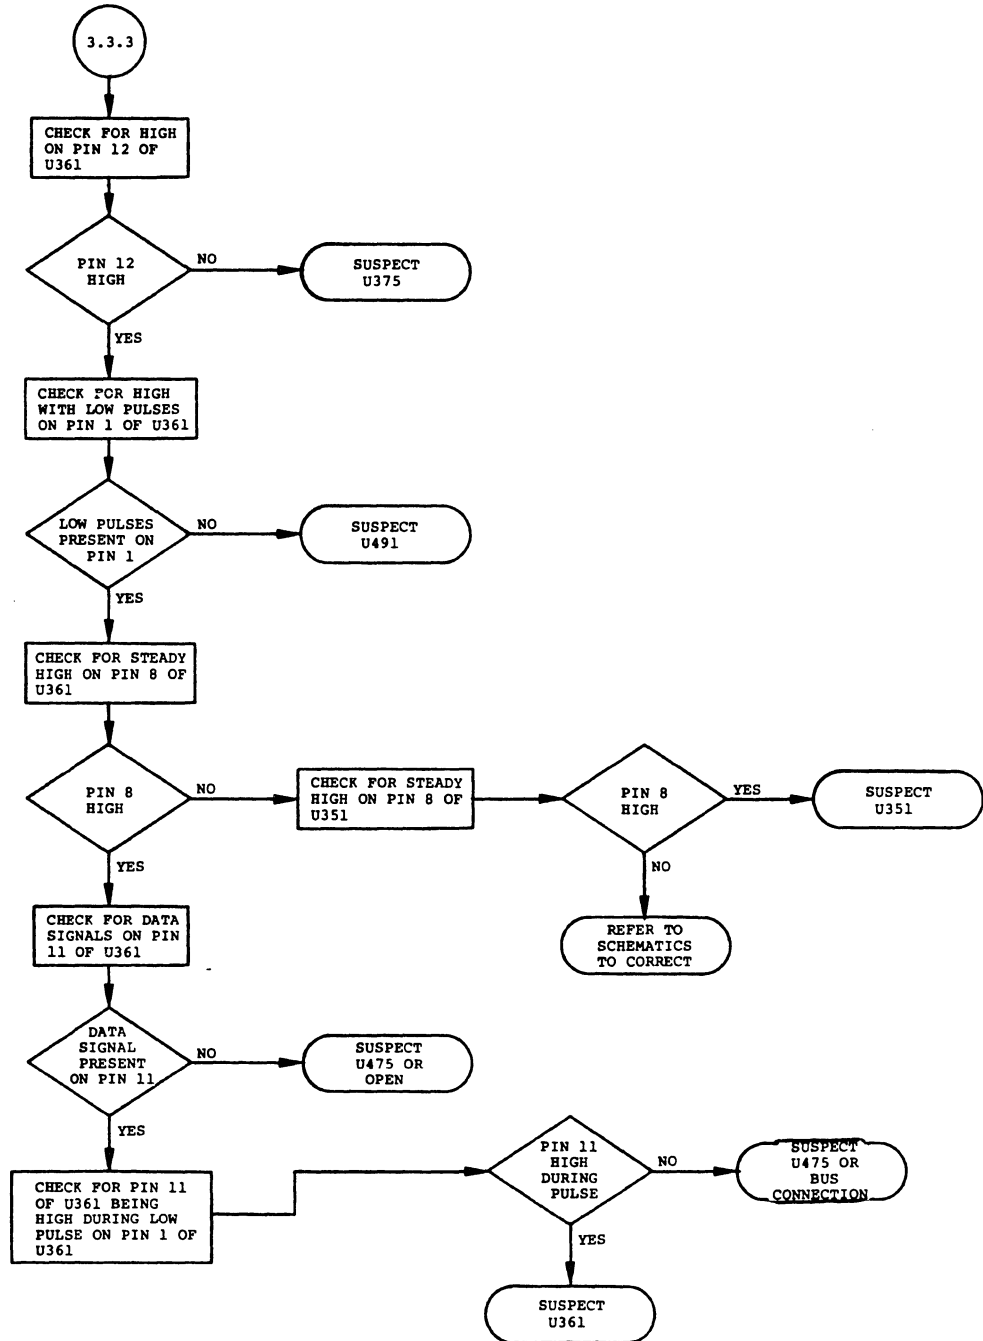 3.3.3
CHECK FOR HIGH
ON PIN 12 OF
U361
PIN 12
HIGH
NO
SUSPECT
U375
YES
CHECK FOR HIGH
WITH LOW PULSES
ON PIN 1 OF U361
LOW PULSES
PRESENT ON
PIN 1
NO
SUSPECT
U491
YES
CHECK FOR STEADY
HIGH ON PIN 8 OF
U361
PIN 8
HIGH
NO
CHECK FOR STEADY
HIGH ON PIN 8 OF
U351
PIN 8
HIGH
YES
SUSPECT
U351
NO
REFER TO
SCHEMATICS
TO CORRECT
YES
CHECK FOR DATA
SIGNALS ON PIN
11 OF U361
DATA
SIGNAL
PRESENT
ON PIN 11
NO
SUSPECT
U475 OR
OPEN
YES
CHECK FOR PIN 11
OF U361 BEING
HIGH DURING LOW
PULSE ON PIN 1 OF
U361
PIN 11
HIGH
DURING
PULSE
NO
SUSPECT
U475 OR
BUS
CONNECTION
YES
SUSPECT
U361